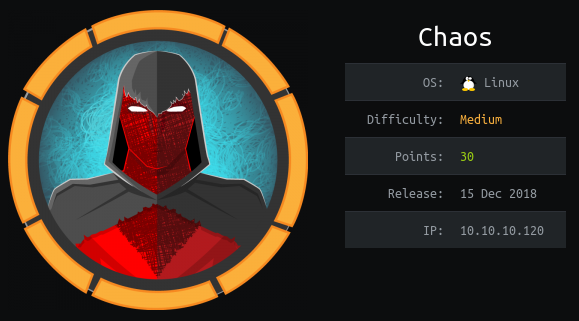 Chaos
OS: Linux
Difficulty: Medium
Points: 30
Release: 15 Dec 2018
IP: 10.10.10.120